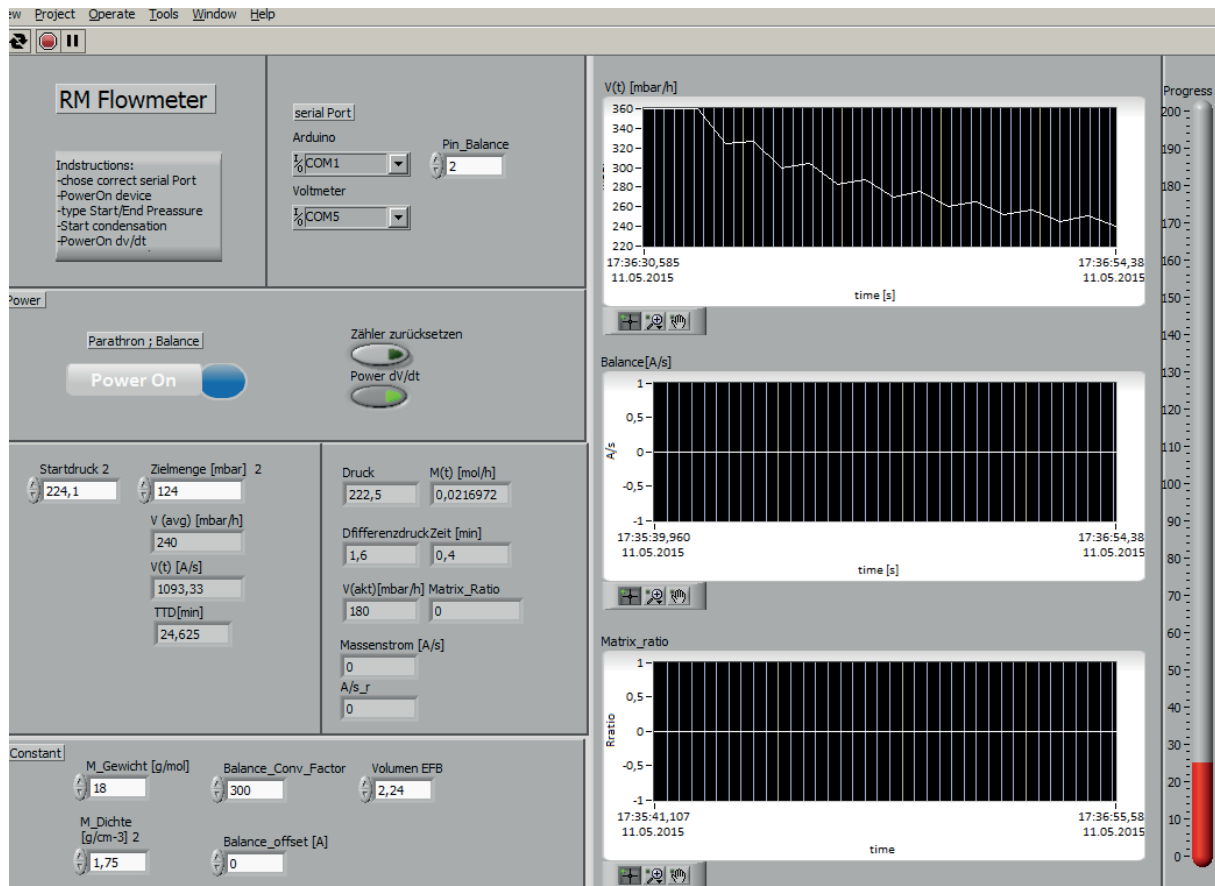 ew Project Operate Tools Window Help
RM Flowmeter
Indstructions:
-chose correct serial Port
-PowerOn device
-type Start/End Preassure
-Start condensation
-PowerOn dv/dt
serial Port
Arduino
COM1
Pin_Balance
2
Voltmeter
COM5
Power
Parathron ; Balance
Power On
Zähler zurücksetzen
Power dV/dt
Startdruck 2
224,1
Zielmenge [mbar] 2
124
V (avg) [mbar/h]
240
V(t) [A/s]
1093,33
TTD[min]
24,625
Druck
222,5
M(t) [mol/h]
0,0216972
Dfifferenzdruck
1,6
Zeit [min]
0,4
V(akt)[mbar/h]
180
Matrix_Ratio
0
Massenstrom [A/s]
0
A/s_r
0
Constant
M_Gewicht [g/mol]
18
Balance_Conv_Factor
300
Volumen EFB
2,24
M_Dichte
[g/cm-3] 2
1,75
Balance_offset [A]
0
V(t) [mbar/h]
360
340
320
300
280
260
240
220
17:36:30,585
11.05.2015
17:36:54,38
11.05.2015
time [s]
Balance[A/s]
A/s
1
0,5
0
-0,5
-1
17:35:39,960
11.05.2015
17:36:54,38
11.05.2015
time [s]
Matrix_ratio
Rratio
1
0,5
0
-0,5
-1
17:35:41,107
11.05.2015
17:36:55,58
11.05.2015
time
Progress
200
190
180
170
160
150
140
130
120
110
100
90
80
70
60
50
40
30
20
10
0